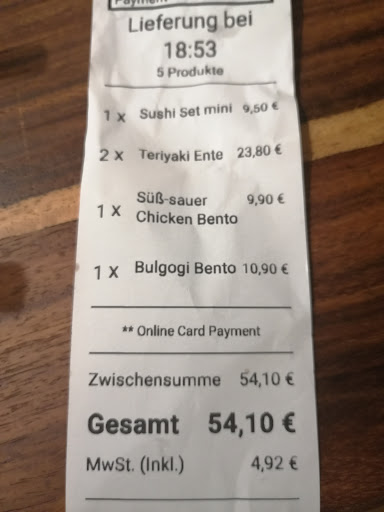 Payment
Lieferung bei
18:53
5 Produkte
1 x Sushi Set mini 9,50 €
2 x Teriyaki Ente 23,80 €
1 x Süß-sauer Chicken Bento 9,90 €
1 x Bulgogi Bento 10,90 €
** Online Card Payment
Zwischensumme 54,10 €
Gesamt 54,10 €
MwSt. (Inkl.) 4,92 €